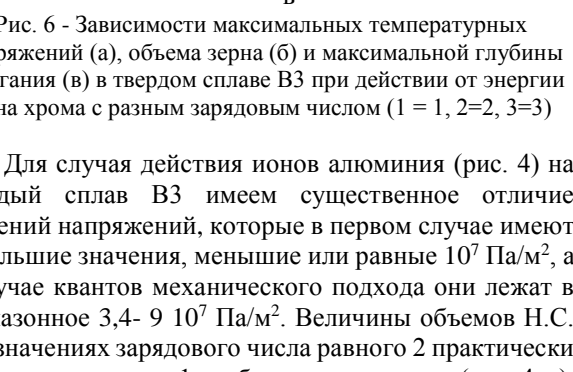 в
Рис. 6 - Зависимости максимальных температурных
ряжений (а), объема зерна (б) и максимальной глубины
гания (в) в твердом сплаве В3 при действии от энергии
на хрома с разным зарядовым числом (1 = 1, 2=2, 3=3)
Для случая действия ионов алюминия (рис. 4) на
дый сплав В3 имеем существенное отличие
ений напряжений, которые в первом случае имеют
льшие значения, меньшие или равные 10⁷ Па/м², а
учае квантов механического подхода они лежат в
пазонное 3,4- 9 10⁷ Па/м². Величины объемов Н.С.
значениях зарядового числа равного 2 практически